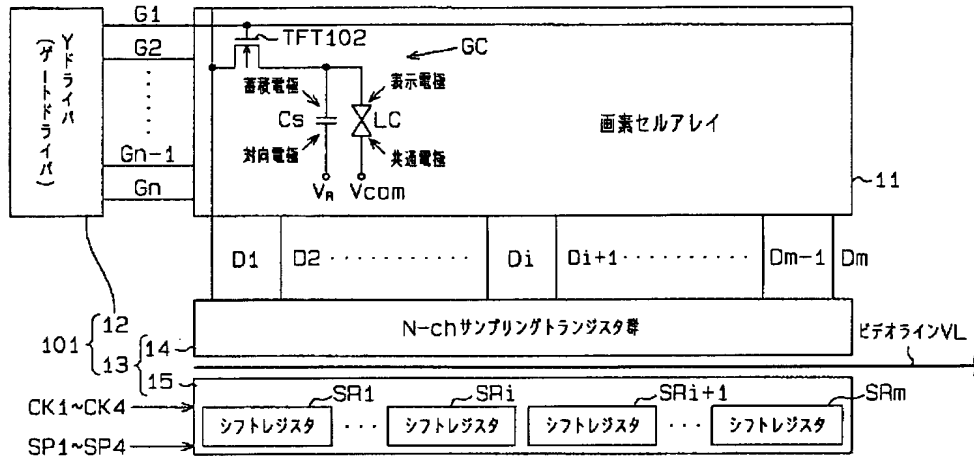 G1
G2
Gn-1
Gn
Yドライバ
(ゲートドライバ)
TFT102
GC
蓄積電極
表示電極
Cs
LC
対向電極
共通電極
VR
Vcom
画素セルアレイ
11
D1
D2
Di
Di+1
Dm-1
Dm
N-chサンプリングトランジスタ群
ビデオラインVL
101
12
13
14
15
CK1~CK4
SP1~SP4
SR1
SRi
SRi+1
SRm
シフトレジスタ
シフトレジスタ
シフトレジスタ
シフトレジスタ